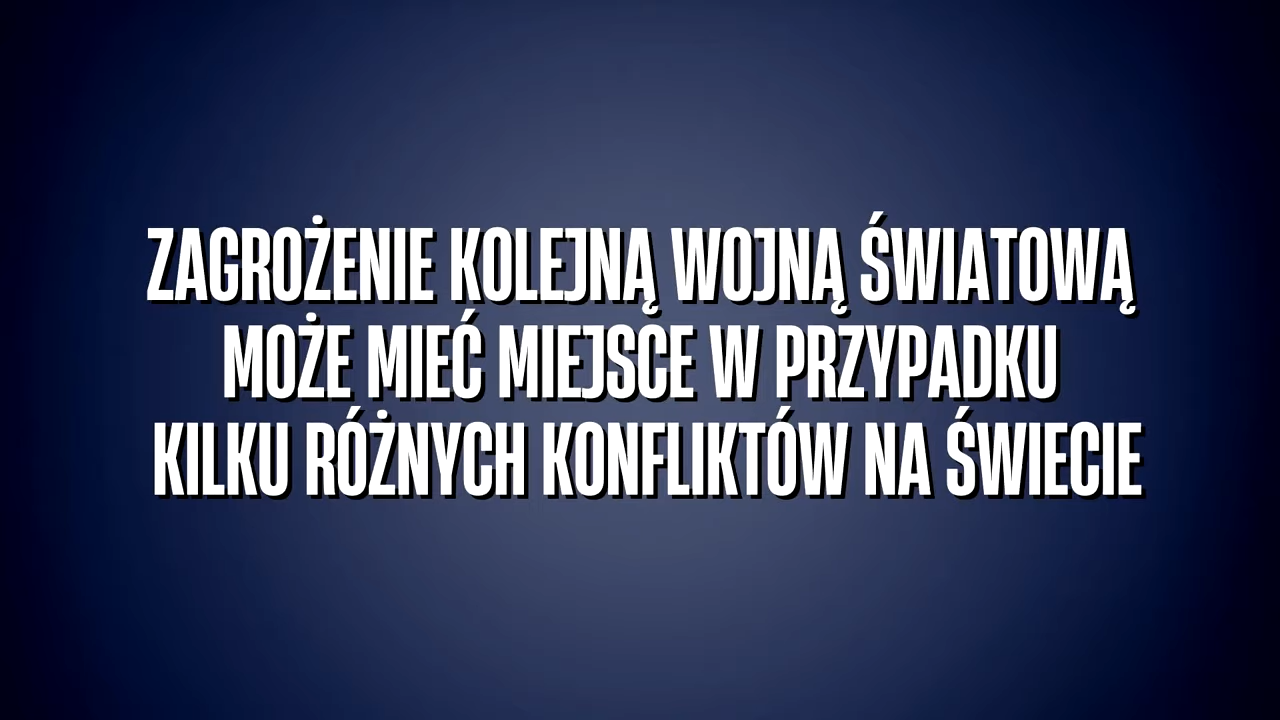 ZAGROŻENIE KOLEJNĄ WOJNĄ ŚWIATOWĄ
MOŻE MIEĆ MIEJSCE W PRZYPADKU
KILKU RÓŻNYCH KONFLIKTÓW NA ŚWIECIE